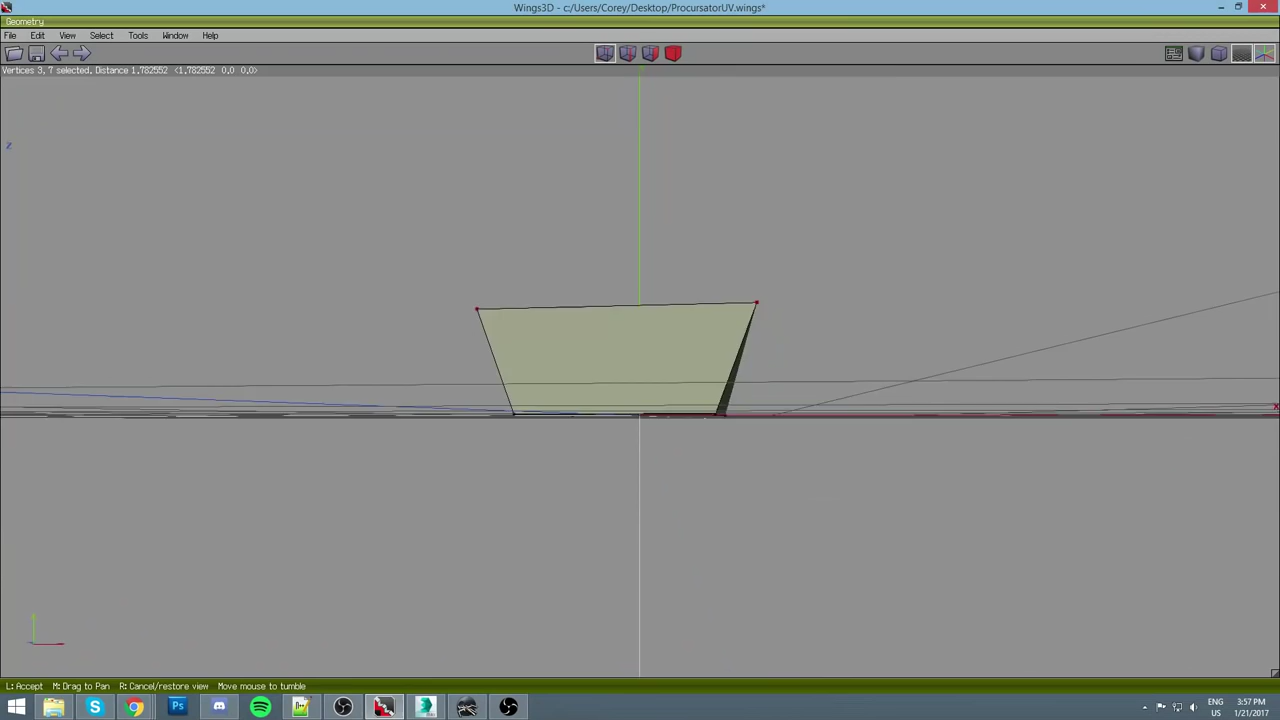 Wings3D - c:/Users/Corey/Desktop/ProcursatorUV.wings*
Geometry
File Edit View Select Tools Window Help
Vertices 3, 7 selected. Distance 1.782552 <1.782552 0.0 0.0>
Z
X
L: Accept M: Drag to Pan R: Cancel/restore view Move mouse to tumble
Ps
ENG 3:57 PM
US 1/21/2017